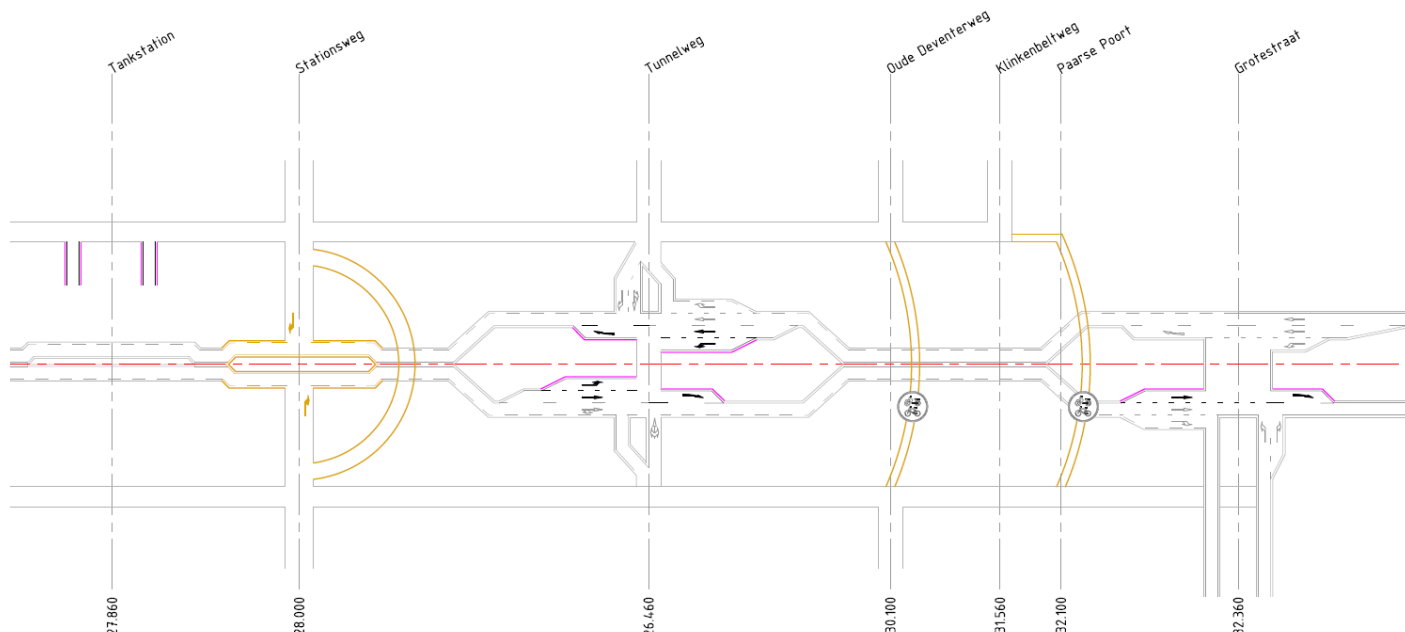 Tankstation
Stationsweg
Tunnelweg
Oude Deventerweg
Klinkenbeltweg
Paarse Poort
Grotestraat
27.860
28.000
26.460
30.100
31.560
32.100
32.360